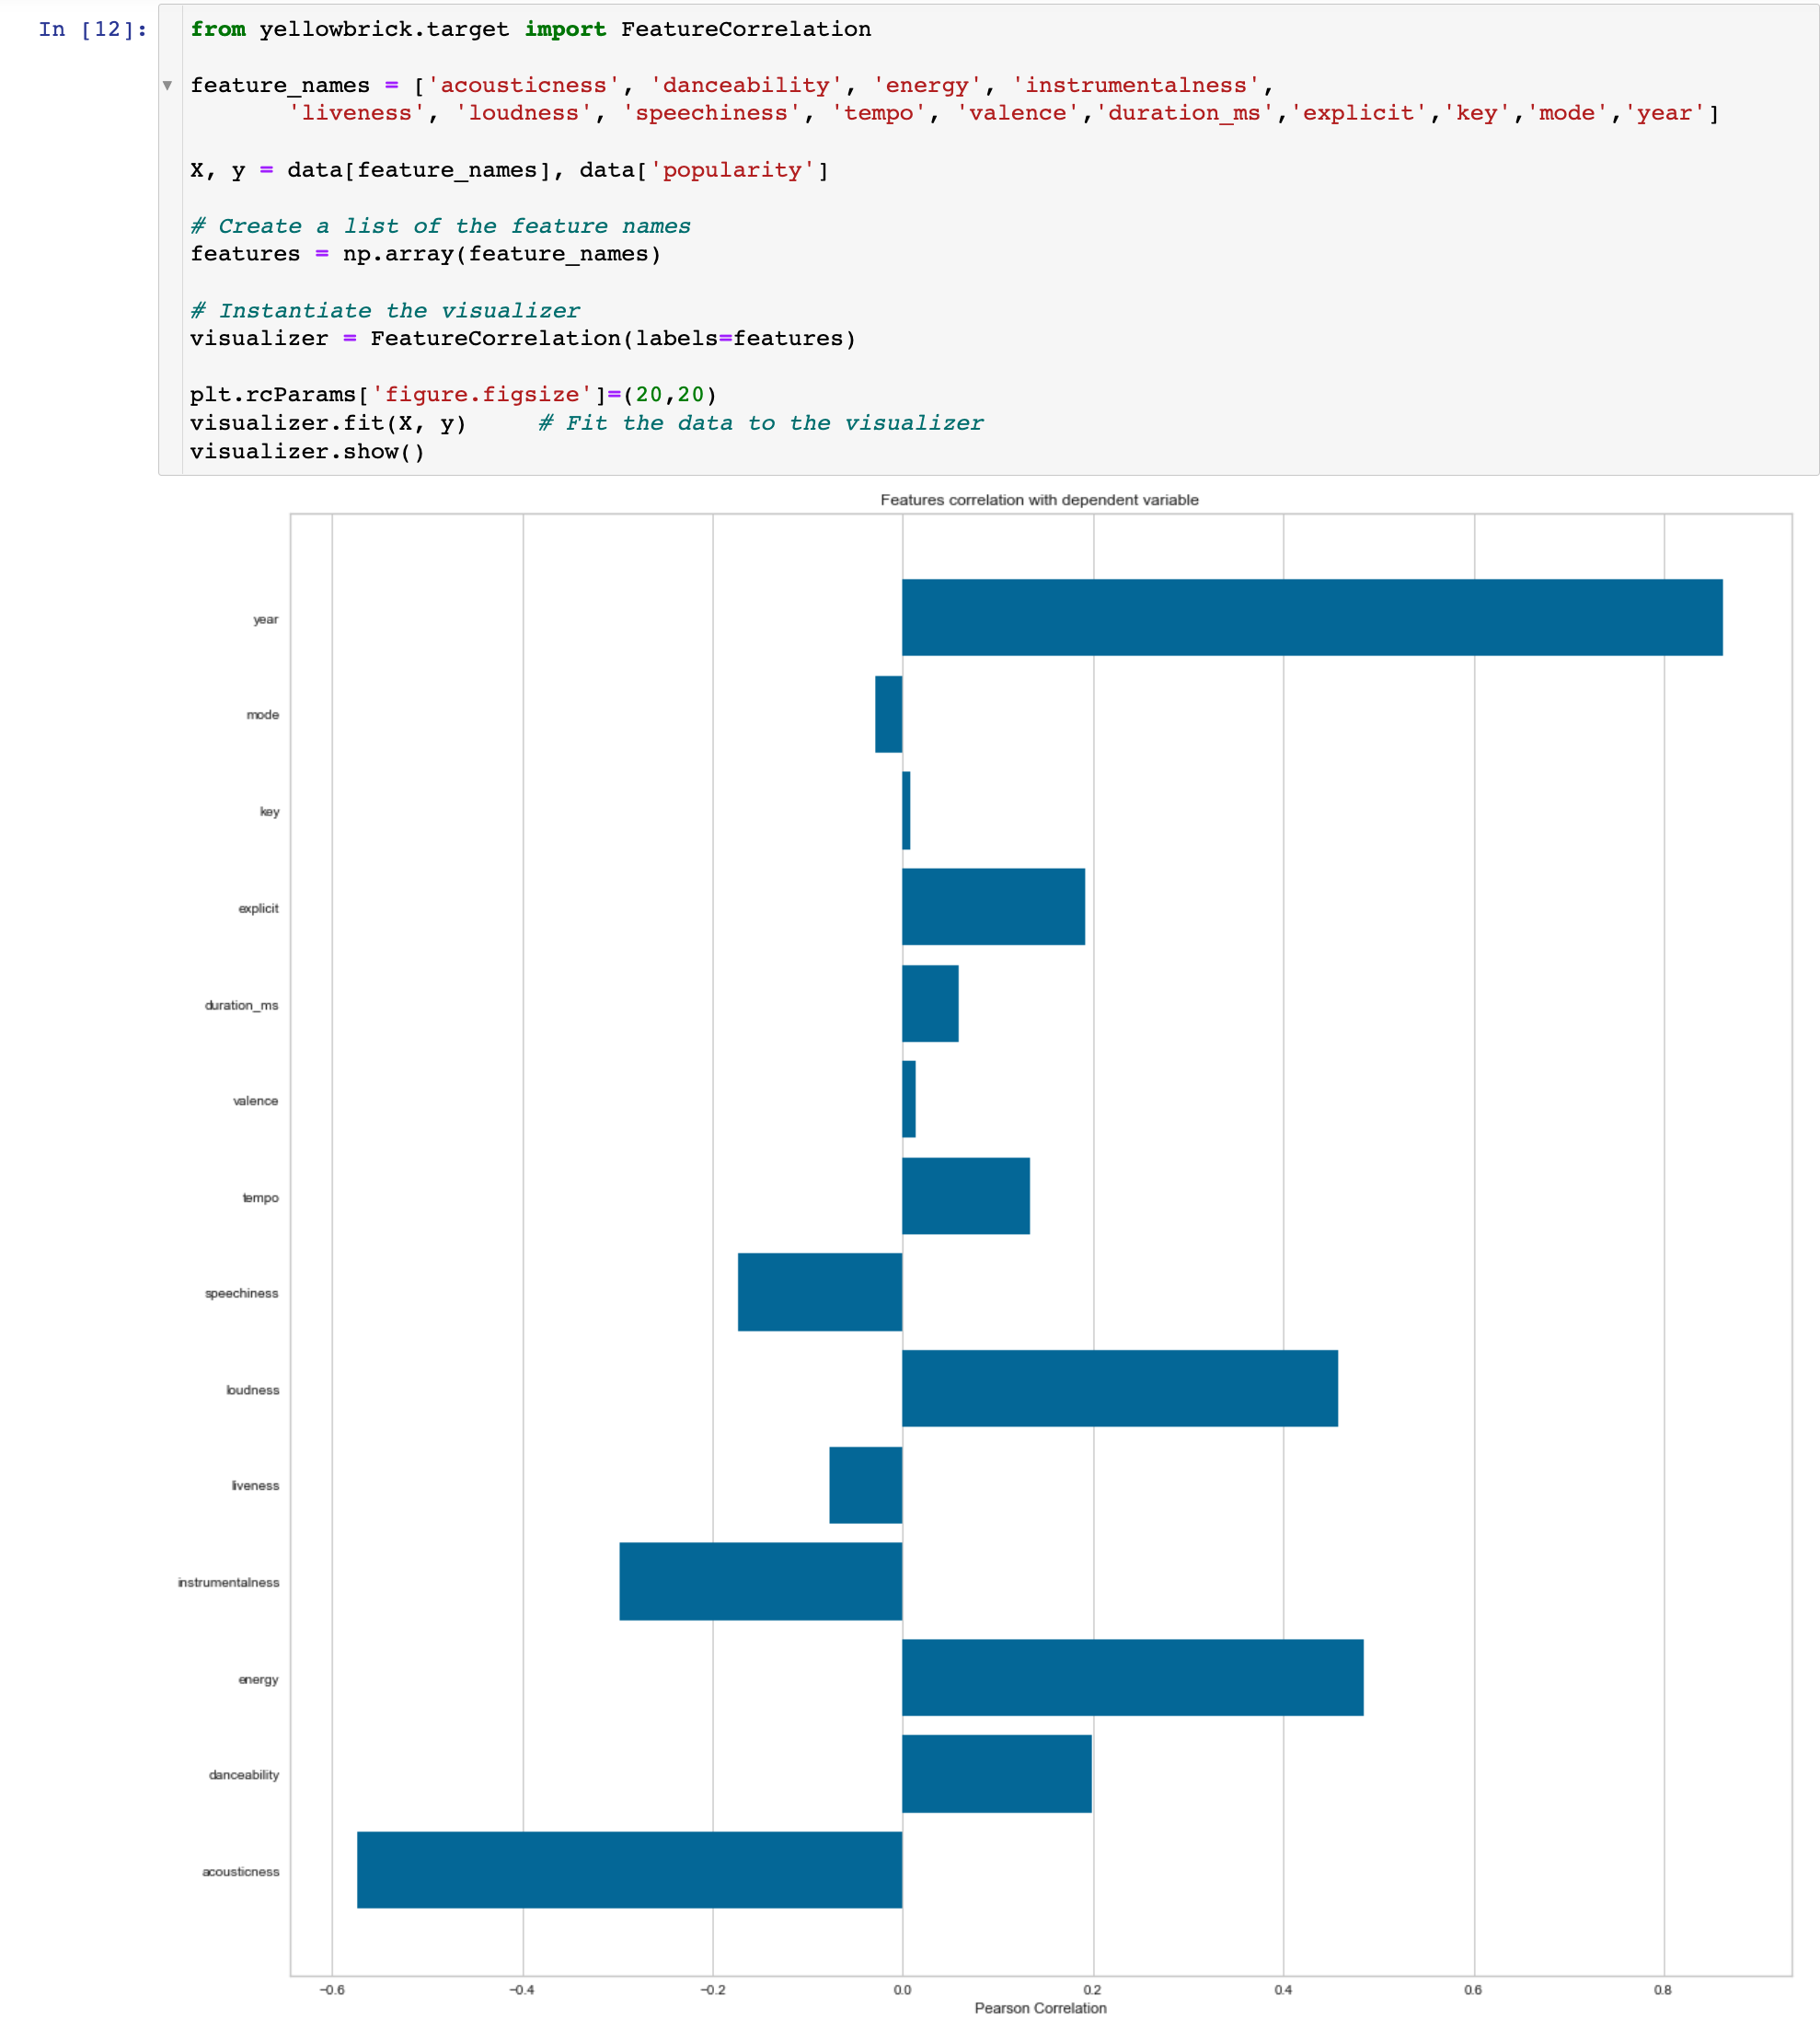 In [12]:
from yellowbrick.target import FeatureCorrelation
feature_names = ['acousticness', 'danceability', 'energy', 'instrumentalness',
'liveness', 'loudness', 'speechiness', 'tempo', 'valence','duration_ms','explicit','key','mode','year']
X, y = data[feature_names], data['popularity']
# Create a list of the feature names
features = np.array(feature_names)
# Instantiate the visualizer
visualizer = FeatureCorrelation(labels=features)
plt.rcParams['figure.figsize']=(20,20)
visualizer.fit(X, y)     # Fit the data to the visualizer
visualizer.show()
Features correlation with dependent variable
year
mode
key
explicit
duration_ms
valence
tempo
speechiness
loudness
liveness
instrumentalness
energy
danceability
acousticness
−0.6 −0.4 −0.2 0.0 0.2 0.4 0.6 0.8
Pearson Correlation